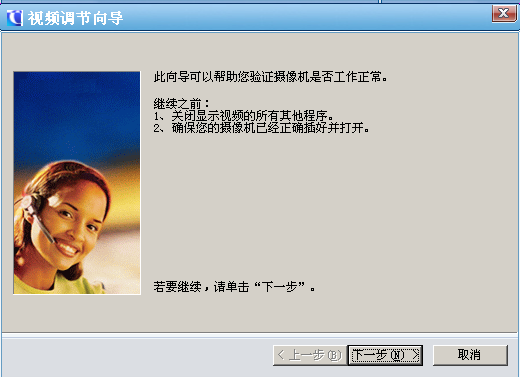 视频调节向导
此向导可以帮助您验证摄像机是否工作正常。
继续之前：
1、关闭显示视频的所有其他程序。
2、确保您的摄像机已经正确插好并打开。
若要继续，请单击“下一步”。
< 上一步(B)
下一步(N) >
取消